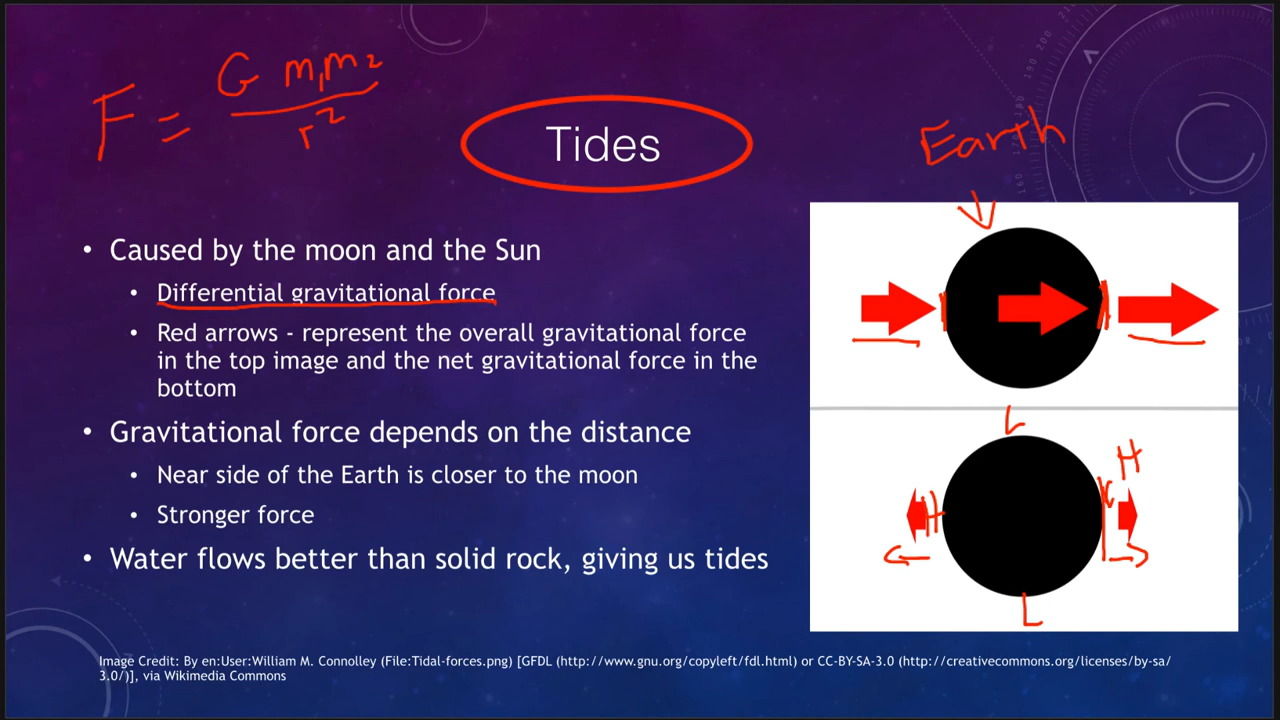 F = G m₁m₂ / r²
Tides
Earth
• Caused by the moon and the Sun
• Differential gravitational force
• Red arrows - represent the overall gravitational force
in the top image and the net gravitational force in the
bottom
• Gravitational force depends on the distance
• Near side of the Earth is closer to the moon
• Stronger force
• Water flows better than solid rock, giving us tides
L
H
H
L
Image Credit: By en:User:William M. Connolley (File:Tidal-forces.png) [GFDL (http://www.gnu.org/copyleft/fdl.html) or CC-BY-SA-3.0 (http://creativecommons.org/licenses/by-sa/
3.0/)], via Wikimedia Commons